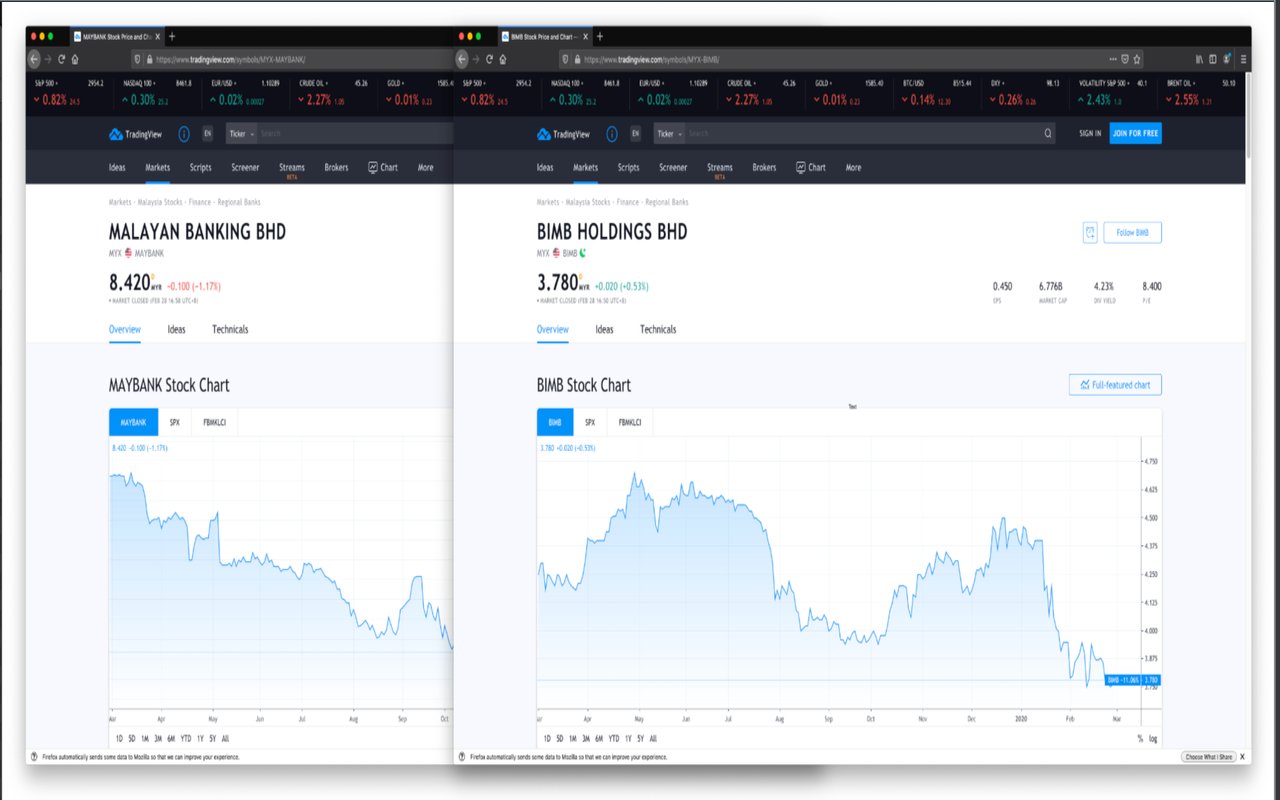 MAYBANK Stock Price and Cha
https://www.tradingview.com/symbols/MYX-MAYBANK/
S&P 500 2954.2 NASDAQ 100 8461.8 EUR/USD 1.10289 CRUDE OIL 45.26 GOLD 1585.4
0.82% 24.5 0.30% 25.2 0.02% 0.00027 2.27% 1.05 0.01% 0.23
TradingView EN Ticker Search
Ideas Markets Scripts Screener Streams BETA Brokers Chart More
Markets Malaysia Stocks Finance Regional Banks
MALAYAN BANKING BHD
MYX MAYBANK
8.420 D MYR −0.100 (−1.17%)
MARKET CLOSED (FEB 28 16:50 UTC+8)
Overview Ideas Technicals
MAYBANK Stock Chart
MAYBANK SPX FBMKLCI
8.420 −0.100 (−1.17%)
Apr May Jun Jul Aug Sep Oct
1D 5D 1M 3M 6M YTD 1Y 5Y All
Firefox automatically sends some data to Mozilla so that we can improve your experience.
BIMB Stock Price and Chart —
https://www.tradingview.com/symbols/MYX-BIMB/
S&P 500 2954.2 NASDAQ 100 8461.8 EUR/USD 1.10289 CRUDE OIL 45.26 GOLD 1585.40 BTC/USD 8515.44 DXY 98.13 VOLATILITY S&P 500 40.1 BRENT OIL 50.10
0.82% 24.5 0.30% 25.2 0.02% 0.00027 2.27% 1.05 0.01% 0.23 0.14% 12.30 0.26% 0.26 2.43% 1.0 2.55% 1.31
TradingView EN Ticker Search SIGN IN JOIN FOR FREE
Ideas Markets Scripts Screener Streams BETA Brokers Chart More
Markets Malaysia Stocks Finance Regional Banks
BIMB HOLDINGS BHD Follow BIMB
MYX BIMB
3.780 D MYR +0.020 (+0.53%) 0.450 6.776B 4.23% 8.400
MARKET CLOSED (FEB 28 16:50 UTC+8) EPS MARKET CAP DIV YIELD P/E
Overview Ideas Technicals
BIMB Stock Chart Full-featured chart
Text
BIMB SPX FBMKLCI
3.780 +0.020 (+0.53%)
4.750
4.625
4.500
4.375
4.250
4.125
4.000
3.875
BIMB −11.06% 3.780
3.750
Apr May Jun Jul Aug Sep Oct Nov Dec 2020 Feb Mar
1D 5D 1M 3M 6M YTD 1Y 5Y All % log
Firefox automatically sends some data to Mozilla so that we can improve your experience. Choose What I Share